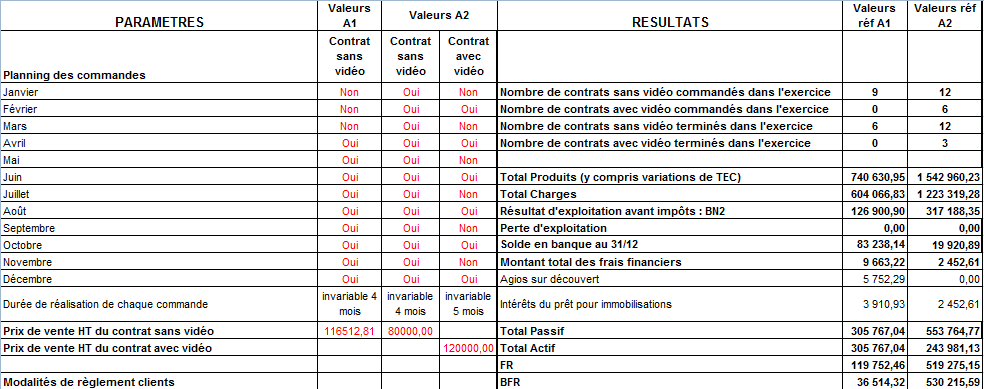 PARAMETRES Valeurs A1 Valeurs A2 RESULTATS Valeurs réf A1 Valeurs réf A2
Planning des commandes Contrat sans vidéo Contrat sans vidéo Contrat avec vidéo
Janvier Non Oui Non Nombre de contrats sans vidéo commandés dans l'exercice 9 12
Février Non Oui Oui Nombre de contrats avec vidéo commandés dans l'exercice 0 6
Mars Non Oui Non Nombre de contrats sans vidéo terminés dans l'exercice 6 12
Avril Oui Oui Oui Nombre de contrats avec vidéo terminés dans l'exercice 0 3
Mai Oui Oui Non
Juin Oui Oui Oui Total Produits (y compris variations de TEC) 740 630,95 1 542 960,23
Juillet Oui Oui Non Total Charges 604 066,83 1 223 319,28
Août Oui Oui Oui Résultat d'exploitation avant impôts : BN2 126 900,90 317 188,35
Septembre Oui Oui Non Perte d'exploitation 0,00 0,00
Octobre Oui Oui Oui Solde en banque au 31/12 83 238,14 19 920,89
Novembre Oui Oui Non Montant total des frais financiers 9 663,22 2 452,61
Décembre Oui Oui Oui Agios sur découvert 5 752,29 0,00
Durée de réalisation de chaque commande invariable 4 mois invariable 4 mois invariable 5 mois Intérêts du prêt pour immobilisations 3 910,93 2 452,61
Prix de vente HT du contrat sans vidéo 116512,81 80000,00 Total Passif 305 767,04 553 764,77
Prix de vente HT du contrat avec vidéo 120000,00 Total Actif 305 767,04 243 981,13
FR 119 752,46 519 275,15
Modalités de règlement clients BFR 36 514,32 530 215,59